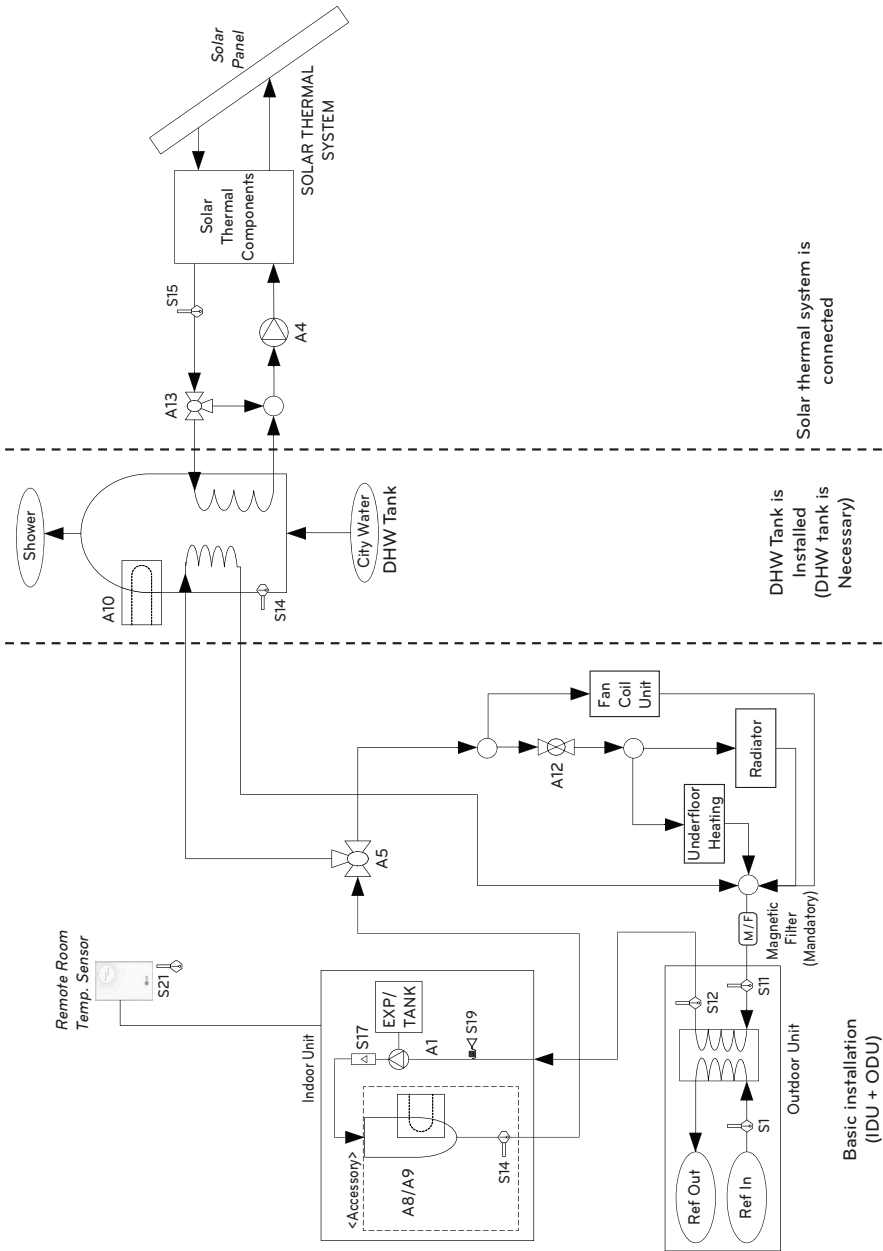 Solar
Panel
SOLAR THERMAL
SYSTEM
Solar
Thermal
Components
S15
A4
A13
Solar thermal system is
connected
Shower
A10
S14
City Water
DHW Tank
DHW Tank is
Installed
(DHW tank is
Necessary)
Fan
Coil
Unit
A12
Radiator
Underfloor
Heating
A5
M/F
Magnetic
Filter
(Mandatory)
Remote Room
Temp. Sensor
S21
Indoor Unit
EXP/
TANK
S17
A1
S19
<Accessory>
A8/A9
S14
S12
S11
Outdoor Unit
S1
Ref Out
Ref In
Basic installation
(IDU + ODU)